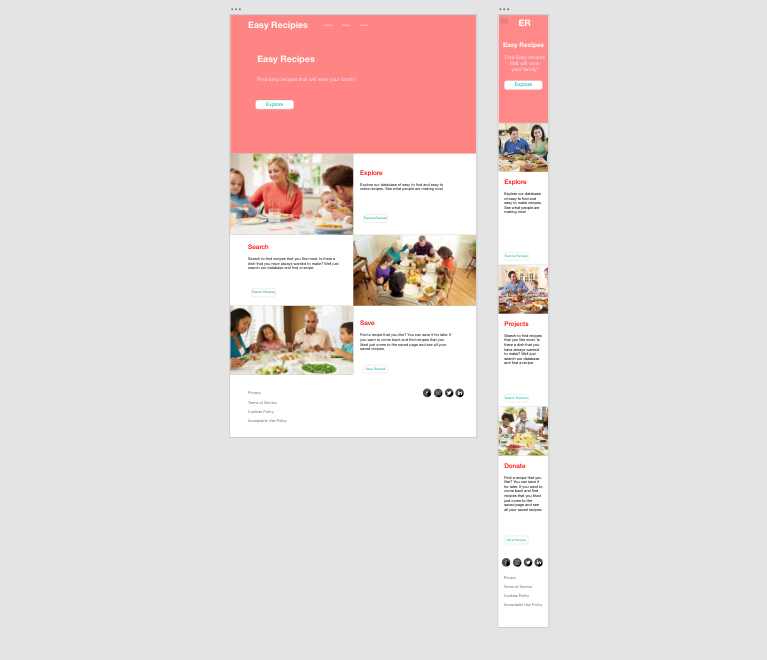 Easy Recipies
Easy Recipes
Find easy recipes that will wow your family!
Explore
Explore
Explore our database of easy to find and easy to
make recipes. See what people are making now!
Explore Recipes
Search
Search to find recipes that you like most. Is there a
dish that you have always wanted to make? Well just
search our database and find a recipe.
Search Recipes
Save
Find a recipe that you like? You can save it for later. If
you want to come back and find recipes that you
liked just come to the saved page and see all your
saved recipes.
View Recipes
Privacy
Terms of Service
Cookies Policy
Acceptable Use Policy
ER
Easy Recipes
Find Easy recipes
that will wow
your family!
Explore
Explore
Explore our database
of easy to find and
easy to make recipes.
See what people are
making now!
Explore Recipes
Projects
Search to find recipes
that you like most. Is
there a dish that you
have always wanted
to make? Well just
search our database
and find a recipe.
Search Recipes
Donate
Find a recipe that you
like? You can save it
for later. If you want to
come back and find
recipes that you liked
just come to the
saved page and see
all your saved recipes.
View Recipes
Privacy
Terms of Service
Cookies Policy
Acceptable Use Policy